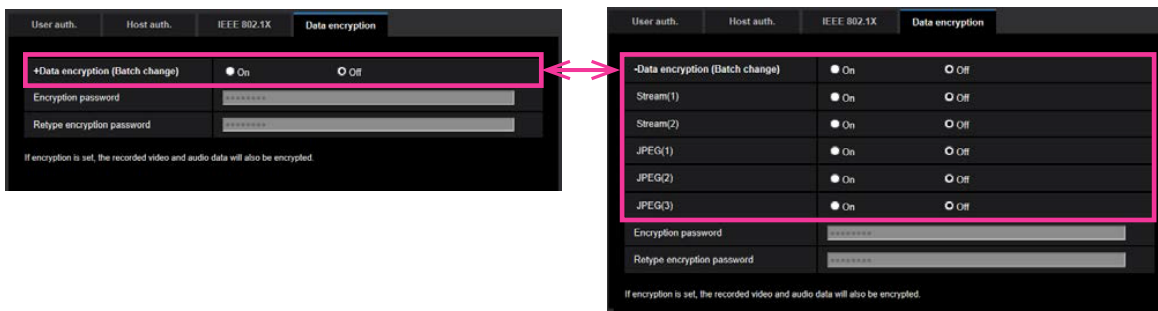 User auth. Host auth. IEEE 802.1X Data encryption
+Data encryption (Batch change) On Off
Encryption password ••••••••
Retype encryption password ••••••••
If encryption is set, the recorded video and audio data will also be encrypted.
User auth. Host auth. IEEE 802.1X Data encryption
-Data encryption (Batch change) On Off
Stream(1) On Off
Stream(2) On Off
JPEG(1) On Off
JPEG(2) On Off
JPEG(3) On Off
Encryption password ••••••••
Retype encryption password ••••••••
If encryption is set, the recorded video and audio data will also be encrypted.